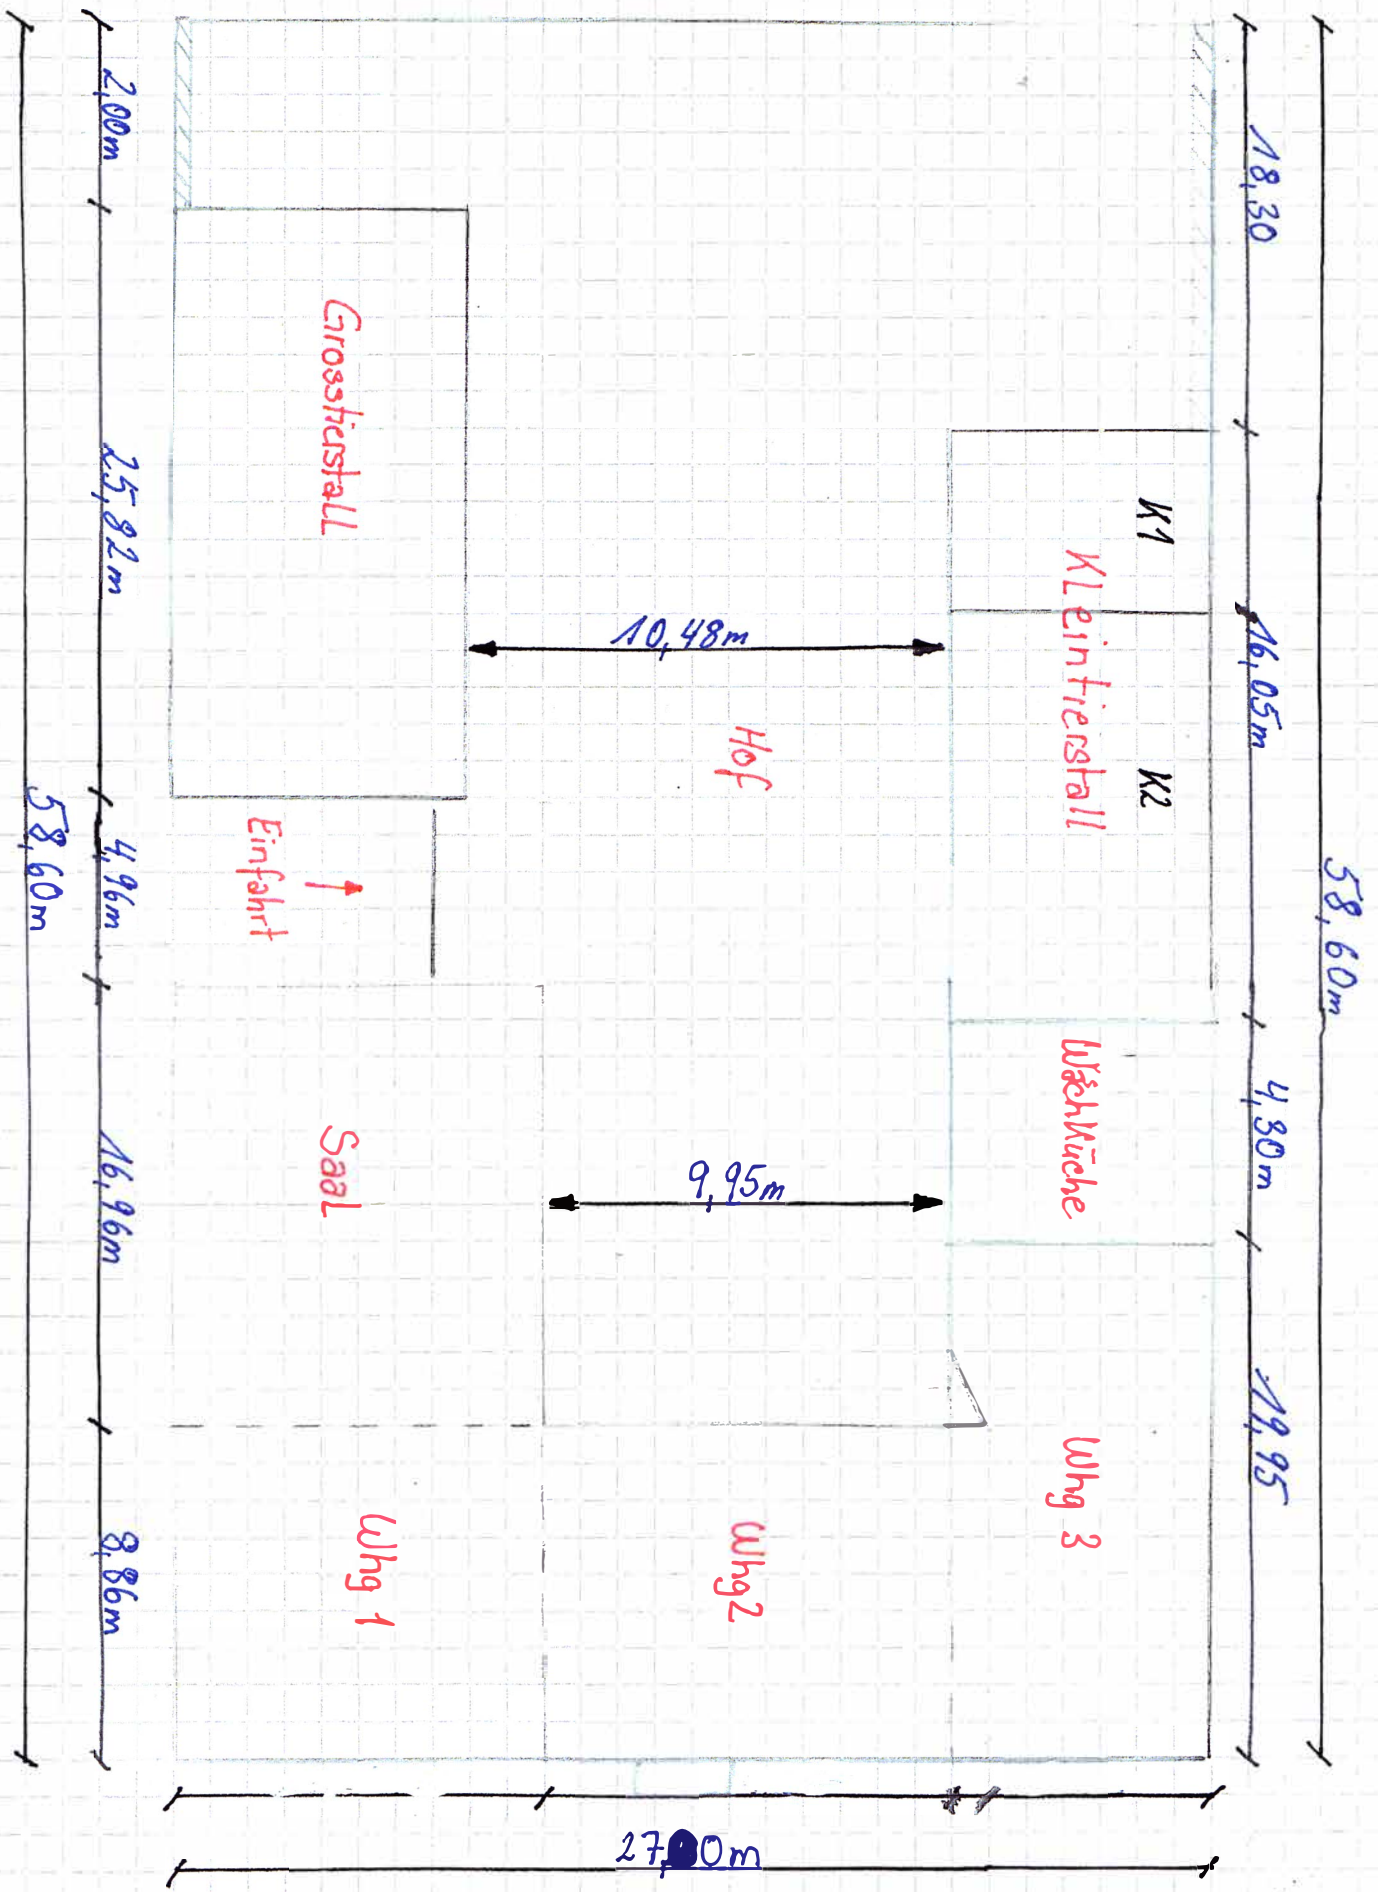 2,00m
18,30
Grosstierstall
25,82m
K1
Kleintierstall
K2
16,05m
10,48m
Hof
58,60m
4,96m
Einfahrt
58,60m
Waschküche
4,30m
Saal
16,96m
9,95m
19,95
Whg 3
Whg 1
Whg2
8,86m